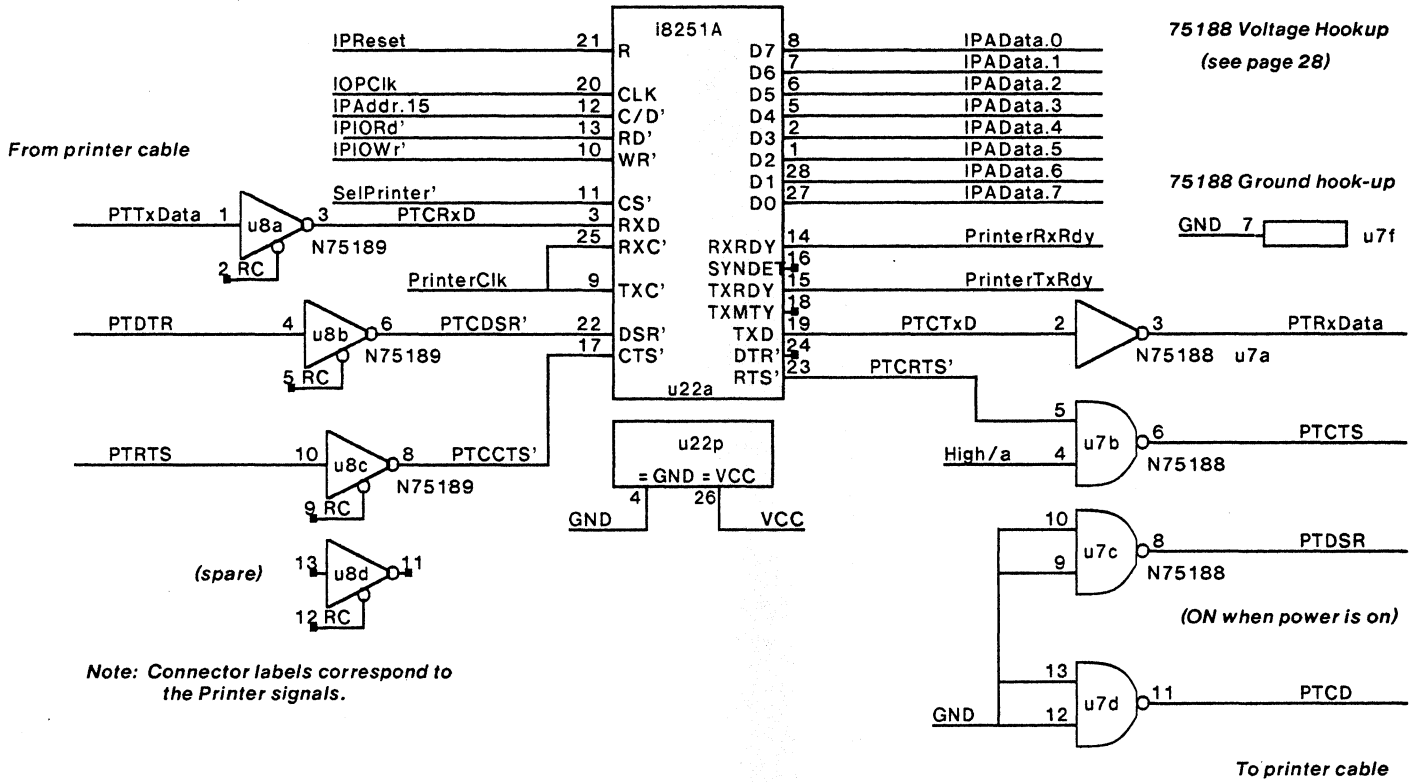 i8251A
75188 Voltage Hookup
(see page 28)
IPReset 21 R
D7 8 IPAData.0
D6 7 IPAData.1
IOPClk 20 CLK
D5 6 IPAData.2
IPAddr.15 12 C/D'
D4 5 IPAData.3
IPIORd' 13 RD'
D3 2 IPAData.4
IPIOWr' 10 WR'
D2 1 IPAData.5
D1 28 IPAData.6
SelPrinter' 11 CS'
D0 27 IPAData.7
From printer cable
75188 Ground hook-up
GND 7 u7f
PTTxData 1 u8a 3 PTCRxD 3 RXD
N75189
2 RC
25 RXC'
RXRDY 14 PrinterRxRdy
SYNDET 16
PrinterClk 9 TXC'
TXRDY 15 PrinterTxRdy
TXMTY 18
PTDTR 4 u8b 6 PTCDSR' 22 DSR'
N75189
5 RC
TXD 19 PTCTxD 2 3 PTRxData
N75188 u7a
17 CTS'
DTR' 24
RTS' 23 PTCRTS'
u22a
5 u7b 6 PTCTS
High/a 4
N75188
u22p
= GND = VCC
4 26
GND VCC
PTRTS 10 u8c 8 PTCCTS'
N75189
9 RC
10 u7c 8 PTDSR
9
N75188
(ON when power is on)
(spare) 13 u8d 11
12 RC
13 u7d 11 PTCD
GND 12
Note: Connector labels correspond to
the Printer signals.
To printer cable